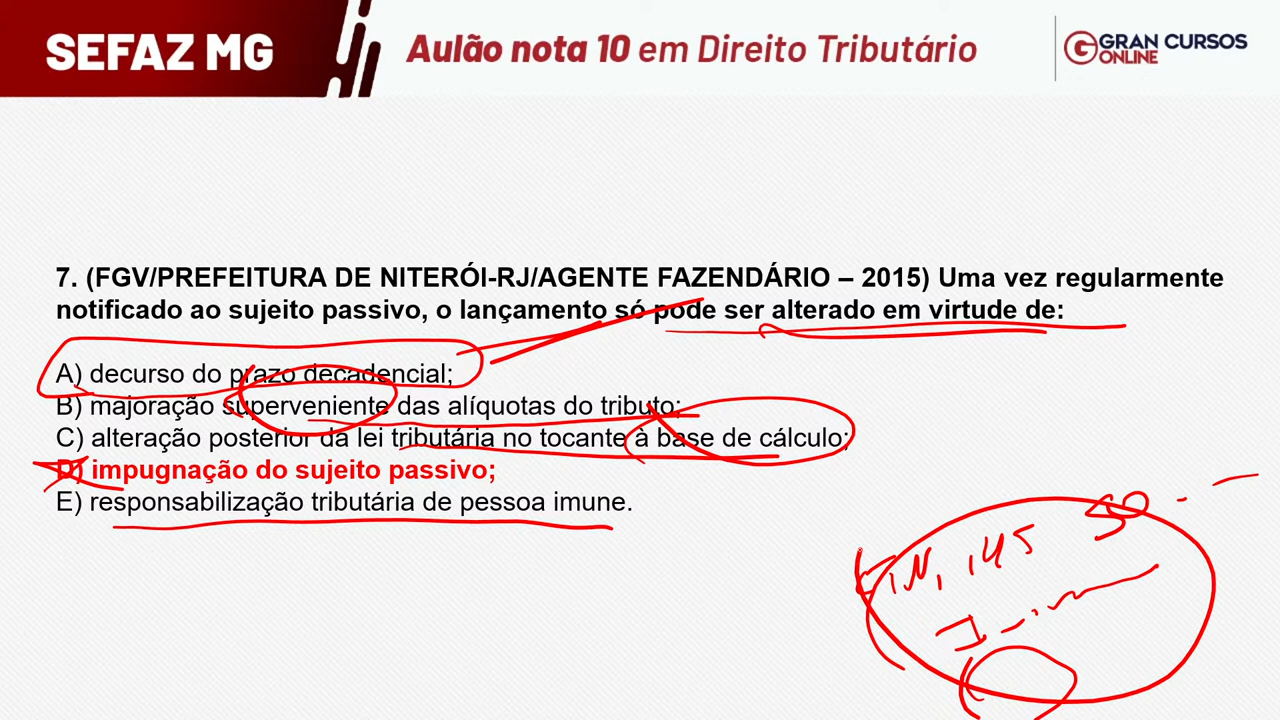 SEFAZ MG
Aulão nota 10 em Direito Tributário
GRAN CURSOS
ONLINE
7. (FGV/PREFEITURA DE NITERÓI-RJ/AGENTE FAZENDÁRIO – 2015) Uma vez regularmente
notificado ao sujeito passivo, o lançamento só pode ser alterado em virtude de:
A) decurso do prazo decadencial;
B) majoração superveniente das alíquotas do tributo;
C) alteração posterior da lei tributária no tocante à base de cálculo;
D) impugnação do sujeito passivo;
E) responsabilização tributária de pessoa imune.
145
I